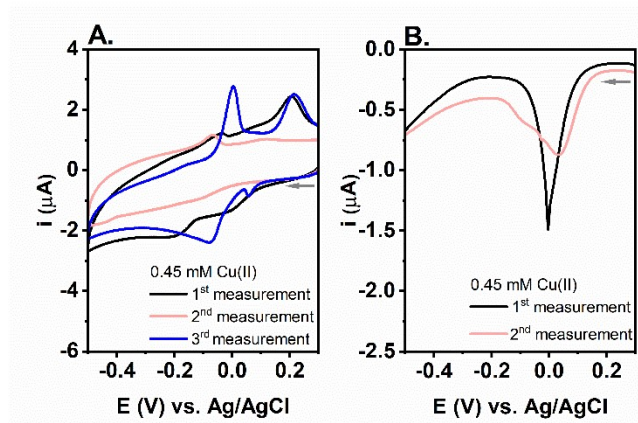 A.
4
2
0
-2
-4
-6
i (µA)
0.45 mM Cu(II)
1st measurement
2nd measurement
3rd measurement
-0.4 -0.2 0.0 0.2
E (V) vs. Ag/AgCl
B.
0.0
-0.5
-1.0
-1.5
-2.0
-2.5
i (µA)
0.45 mM Cu(II)
1st measurement
2nd measurement
-0.4 -0.2 0.0 0.2
E (V) vs. Ag/AgCl